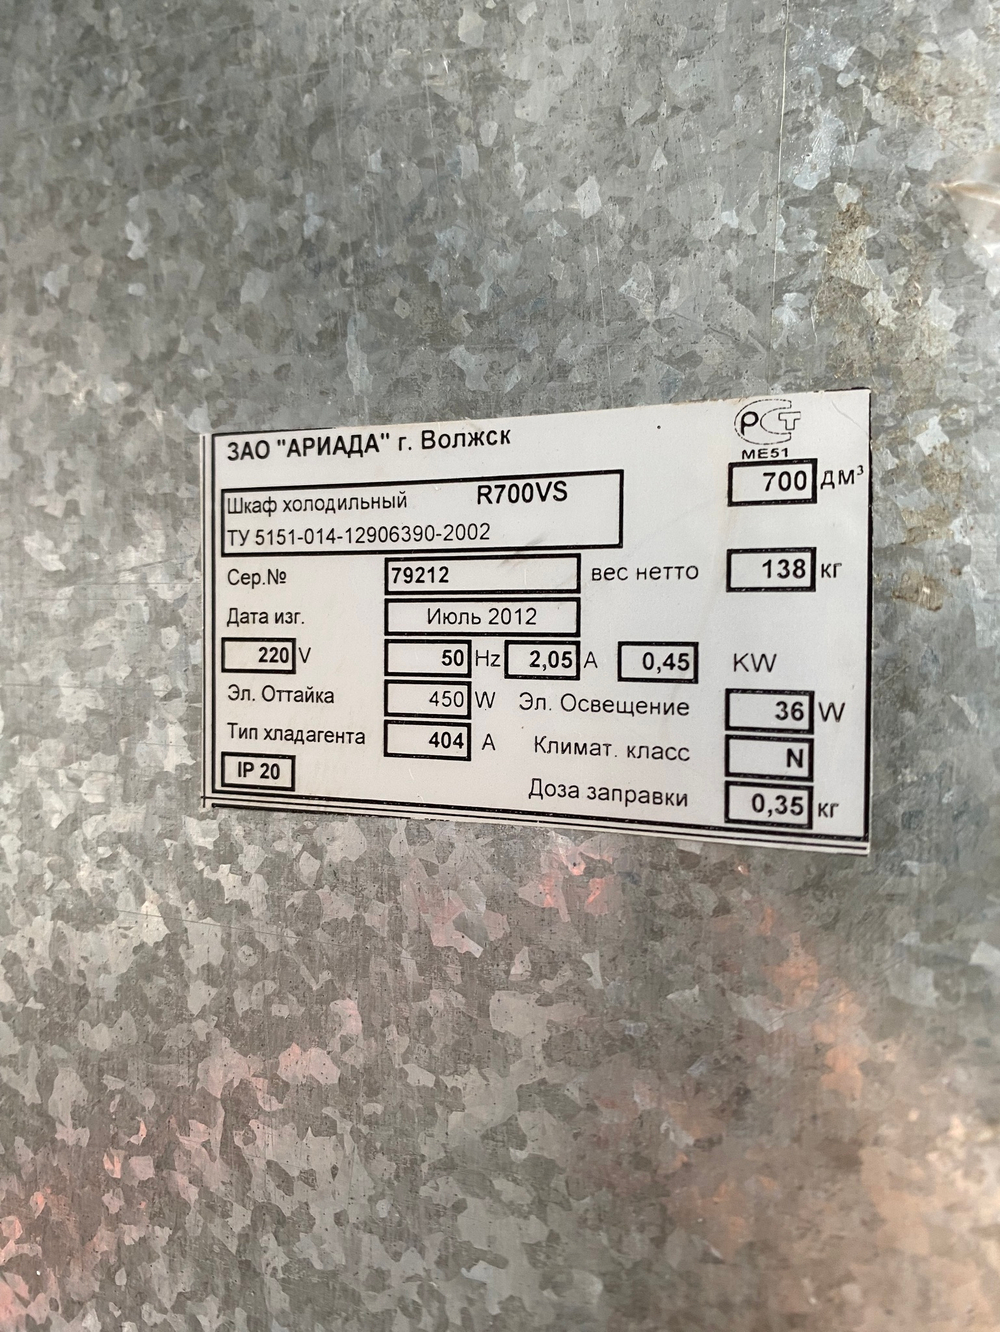 ЗАО "АРИАДА" г. Волжск
РСТ
МЕ51
Шкаф холодильный R700VS
ТУ 5151-014-12906390-2002
700 дм³
Сер.№ 79212 вес нетто 138 кг
Дата изг. Июль 2012
220 V 50 Hz 2,05 А 0,45 KW
Эл. Оттайка 450 W Эл. Освещение 36 W
Тип хладагента 404 А Климат. класс N
IP 20 Доза заправки 0,35 кг